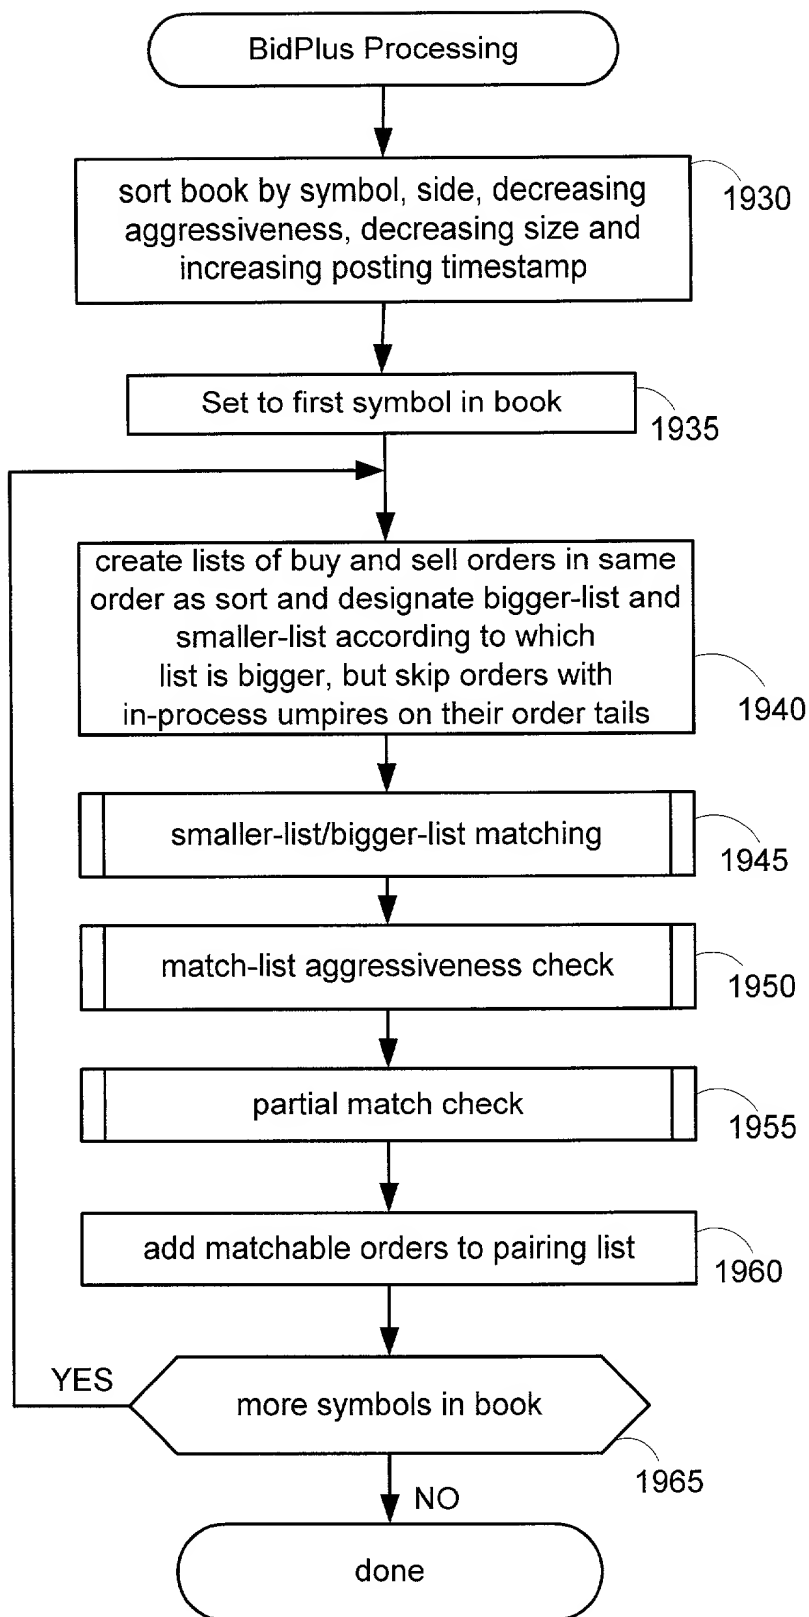 BidPlus Processing
sort book by symbol, side, decreasing
aggressiveness, decreasing size and
increasing posting timestamp
1930
Set to first symbol in book
1935
create lists of buy and sell orders in same
order as sort and designate bigger-list and
smaller-list according to which
list is bigger, but skip orders with
in-process umpires on their order tails
1940
smaller-list/bigger-list matching
1945
match-list aggressiveness check
1950
partial match check
1955
add matchable orders to pairing list
1960
YES
more symbols in book
1965
NO
done